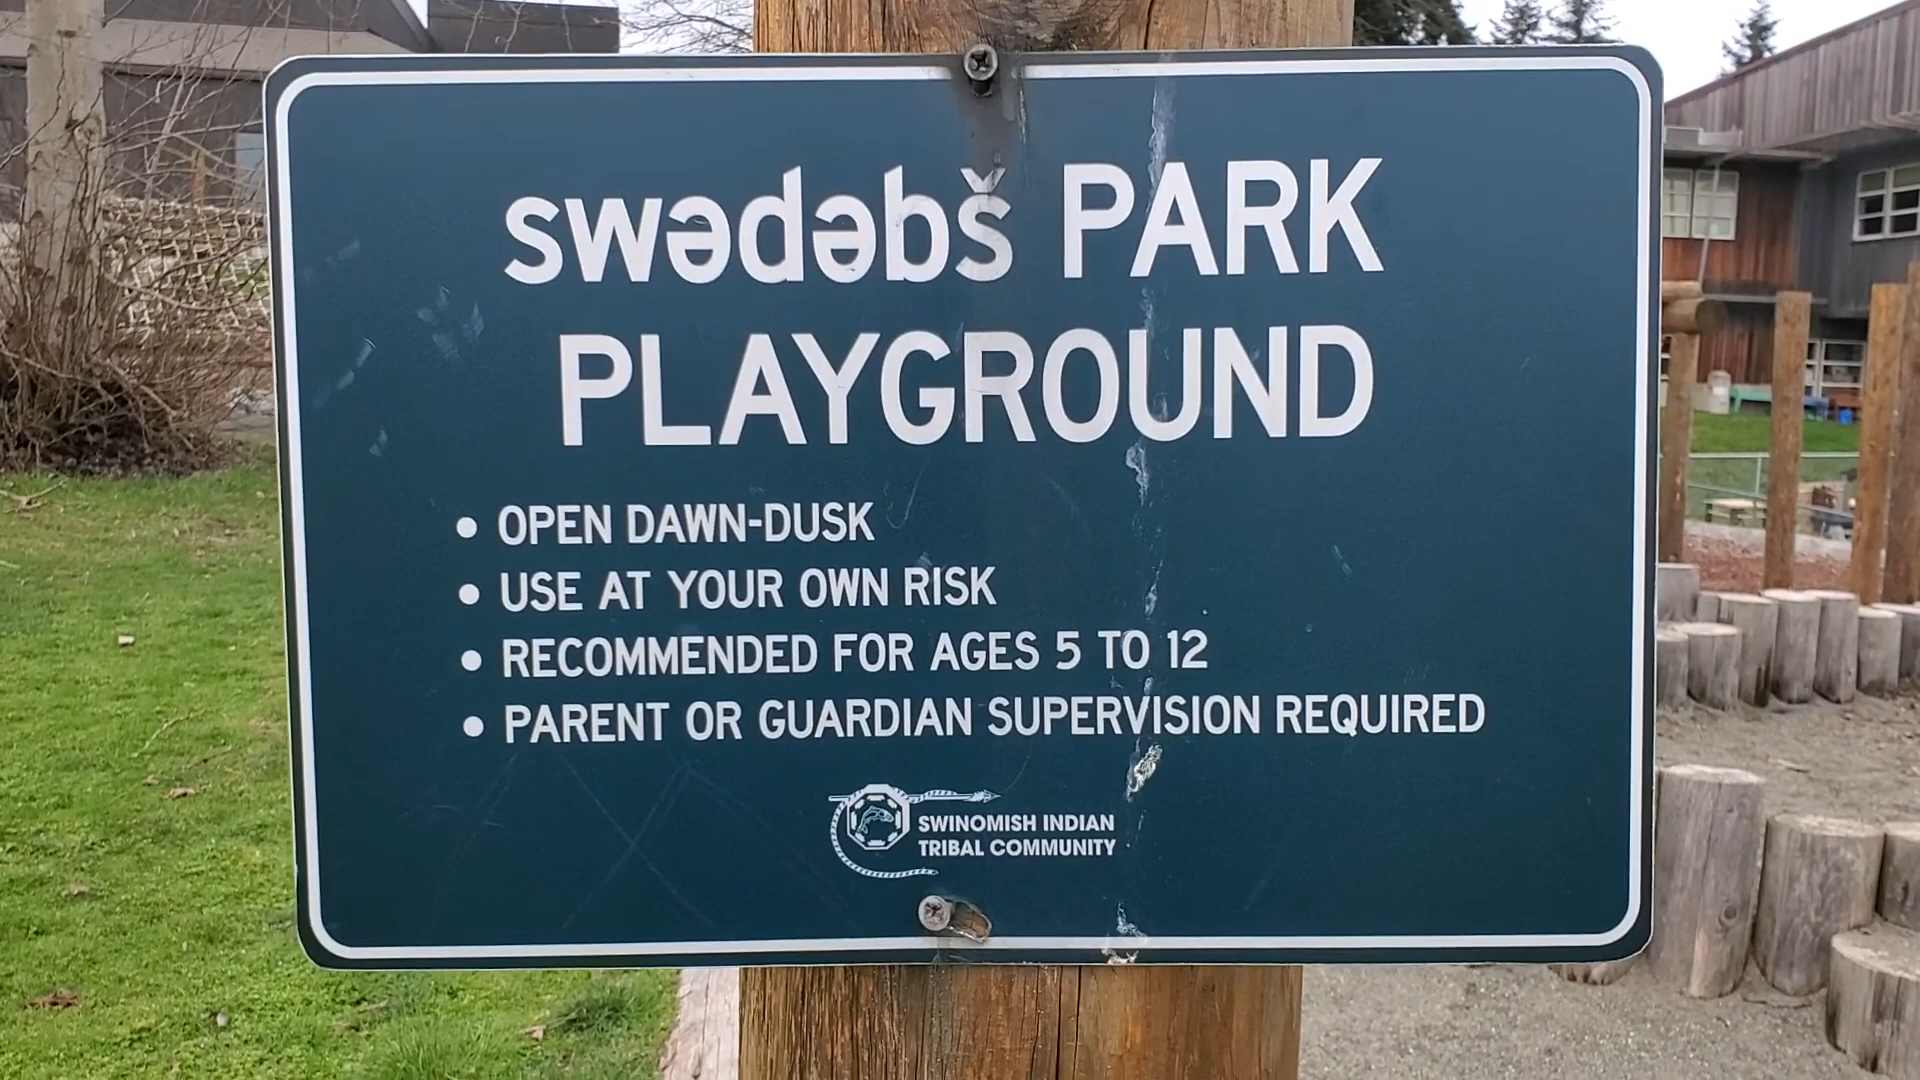 swədəbš PARK
PLAYGROUND
• OPEN DAWN-DUSK
• USE AT YOUR OWN RISK
• RECOMMENDED FOR AGES 5 TO 12
• PARENT OR GUARDIAN SUPERVISION REQUIRED
SWINOMISH INDIAN
TRIBAL COMMUNITY